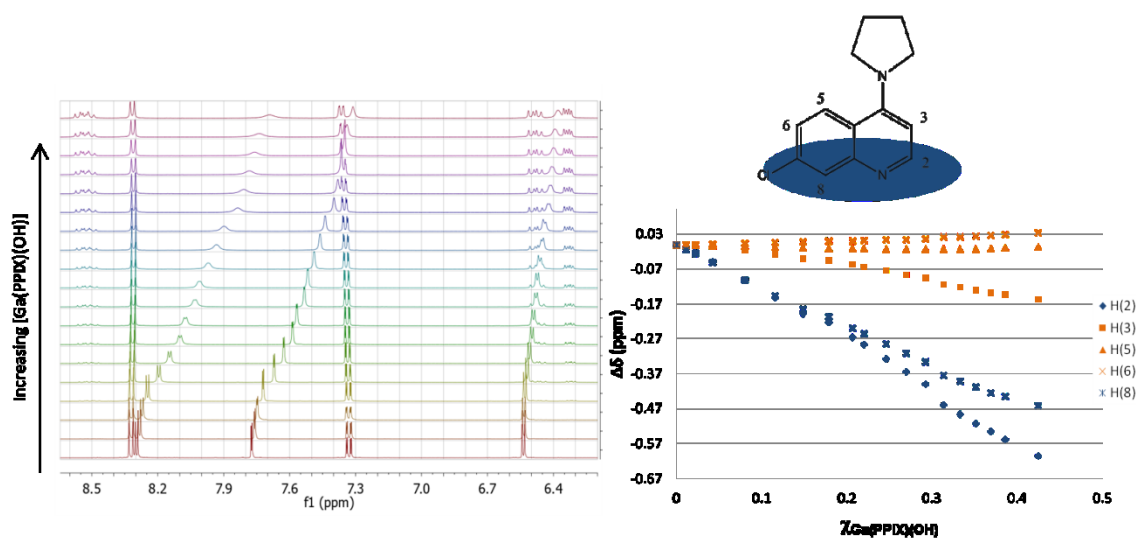 Increasing [Ga(PPIX)(OH)]
8.5 8.2 7.9 7.6 7.3 7.0 6.7 6.4
f1 (ppm)
N
5
6
3
2
C
8
N
Δδ (ppm)
0.03
-0.07
-0.17
-0.27
-0.37
-0.47
-0.57
-0.67
0 0.1 0.2 0.3 0.4 0.5
χGa(PPIX)(OH)
H(2)
H(3)
H(5)
H(6)
H(8)